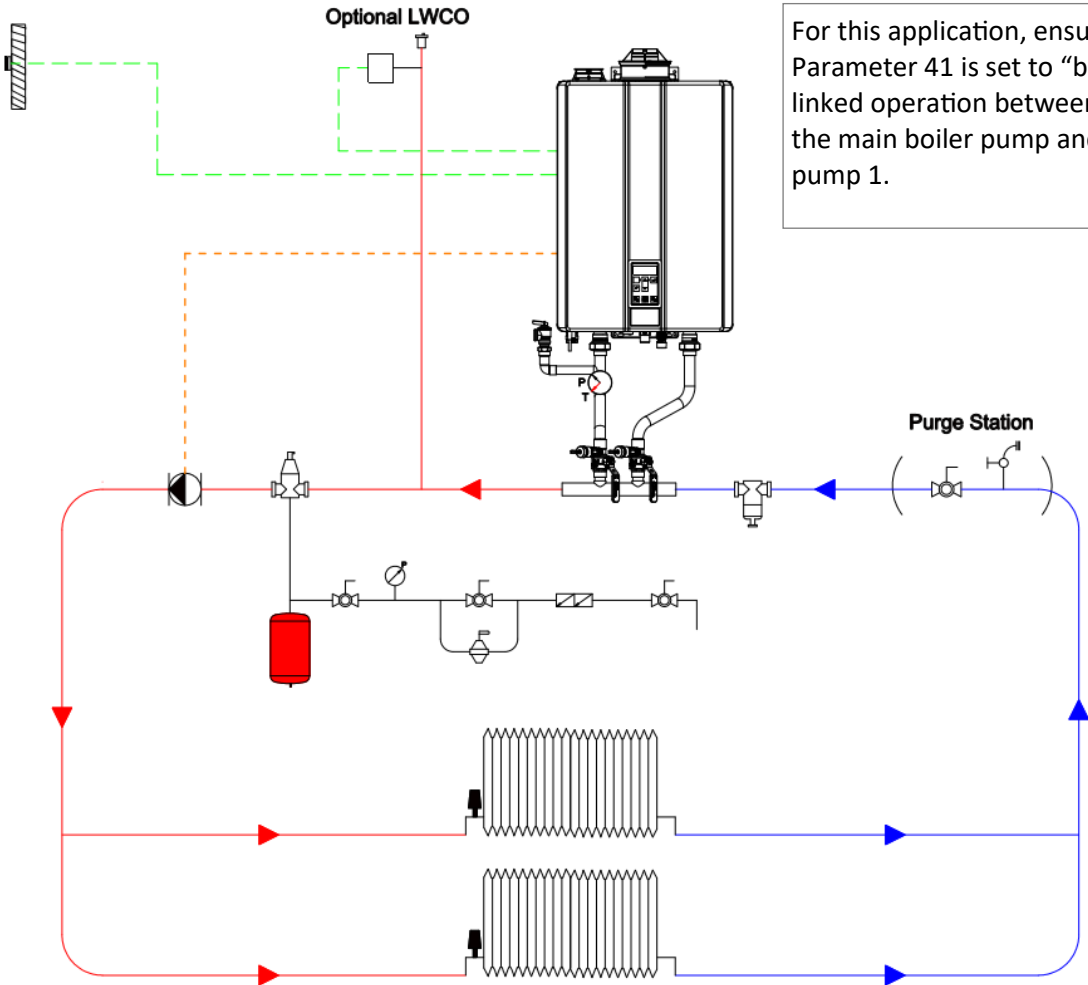 Optional LWCO
For this application, ensu
Parameter 41 is set to “b
linked operation between
the main boiler pump an
pump 1.
P
T
Purge Station
P